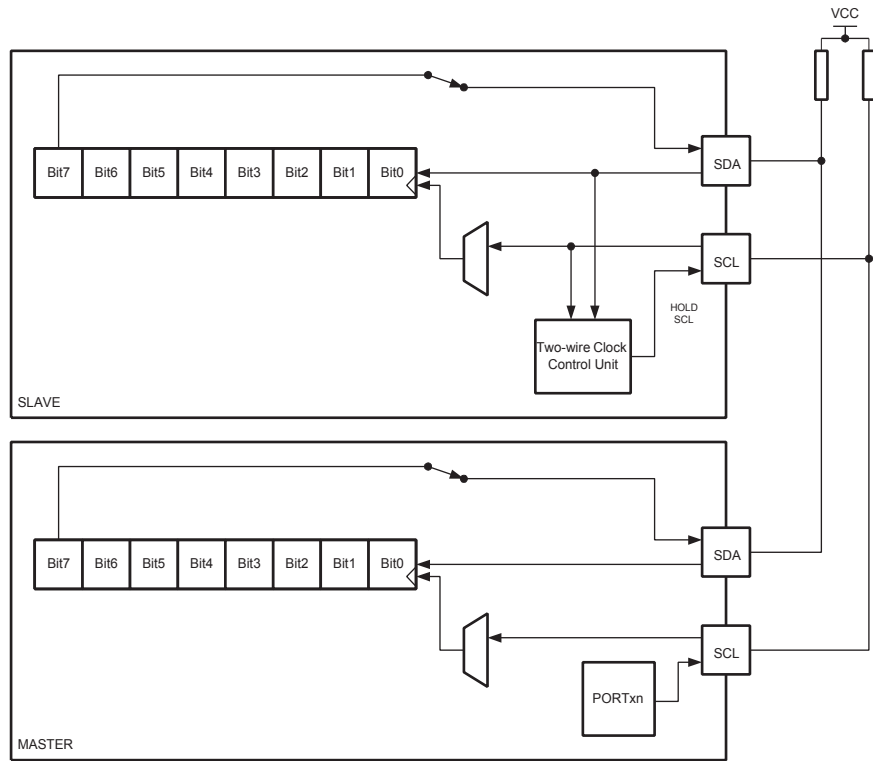 VCC
Bit7 Bit6 Bit5 Bit4 Bit3 Bit2 Bit1 Bit0
SDA
SCL
HOLD
SCL
Two-wire Clock
Control Unit
SLAVE
Bit7 Bit6 Bit5 Bit4 Bit3 Bit2 Bit1 Bit0
SDA
SCL
PORTxn
MASTER